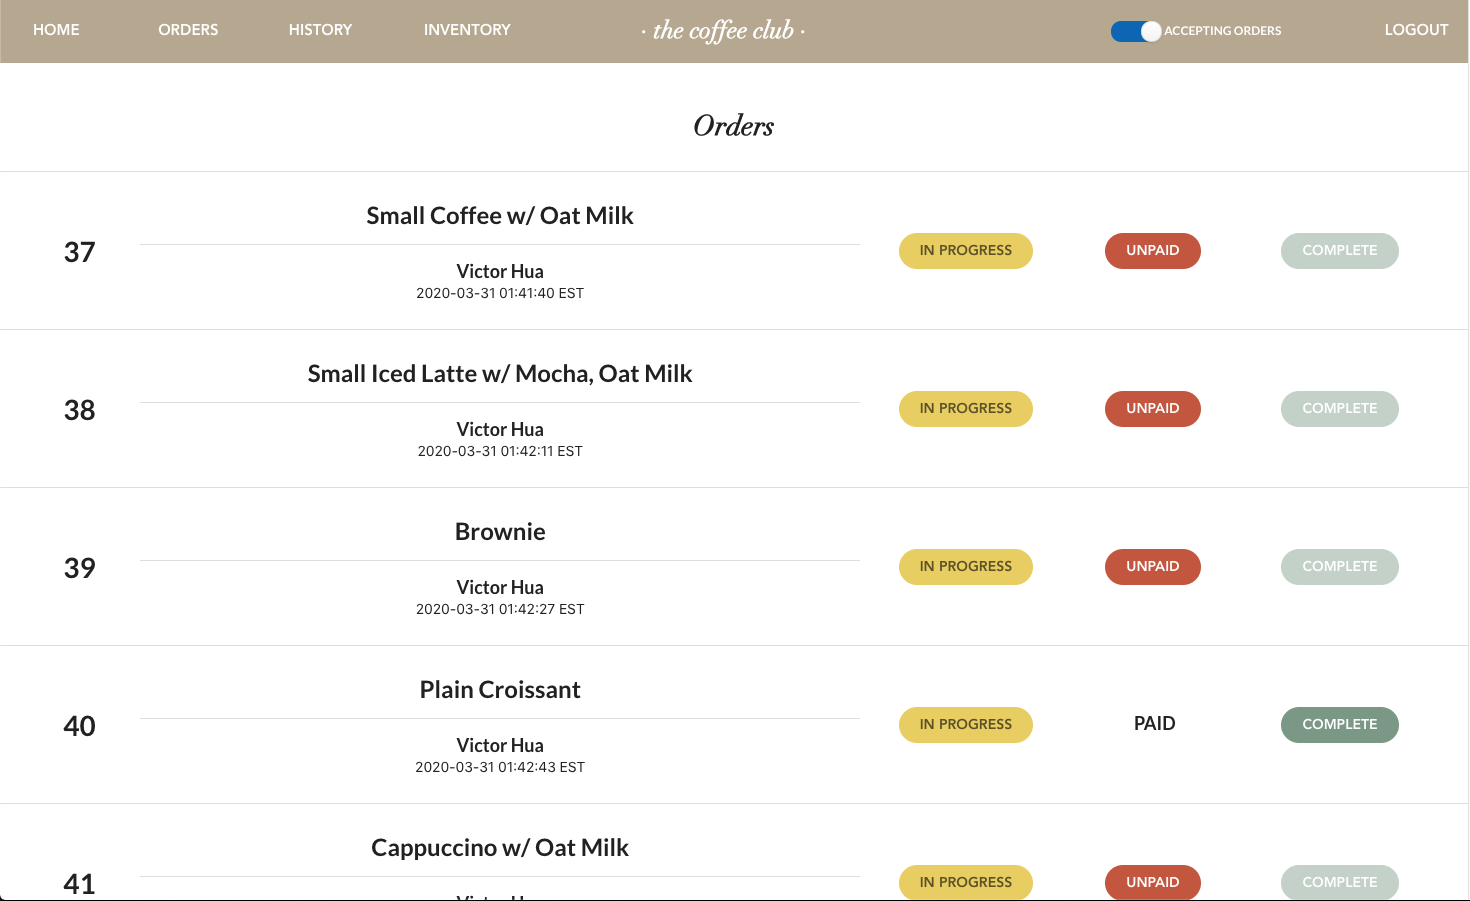 HOME ORDERS HISTORY INVENTORY · the coffee club · ACCEPTING ORDERS LOGOUT
Orders
Small Coffee w/ Oat Milk
37 IN PROGRESS UNPAID COMPLETE
Victor Hua
2020-03-31 01:41:40 EST
Small Iced Latte w/ Mocha, Oat Milk
38 IN PROGRESS UNPAID COMPLETE
Victor Hua
2020-03-31 01:42:11 EST
Brownie
39 IN PROGRESS UNPAID COMPLETE
Victor Hua
2020-03-31 01:42:27 EST
Plain Croissant
40 IN PROGRESS PAID COMPLETE
Victor Hua
2020-03-31 01:42:43 EST
Cappuccino w/ Oat Milk
41 IN PROGRESS UNPAID COMPLETE